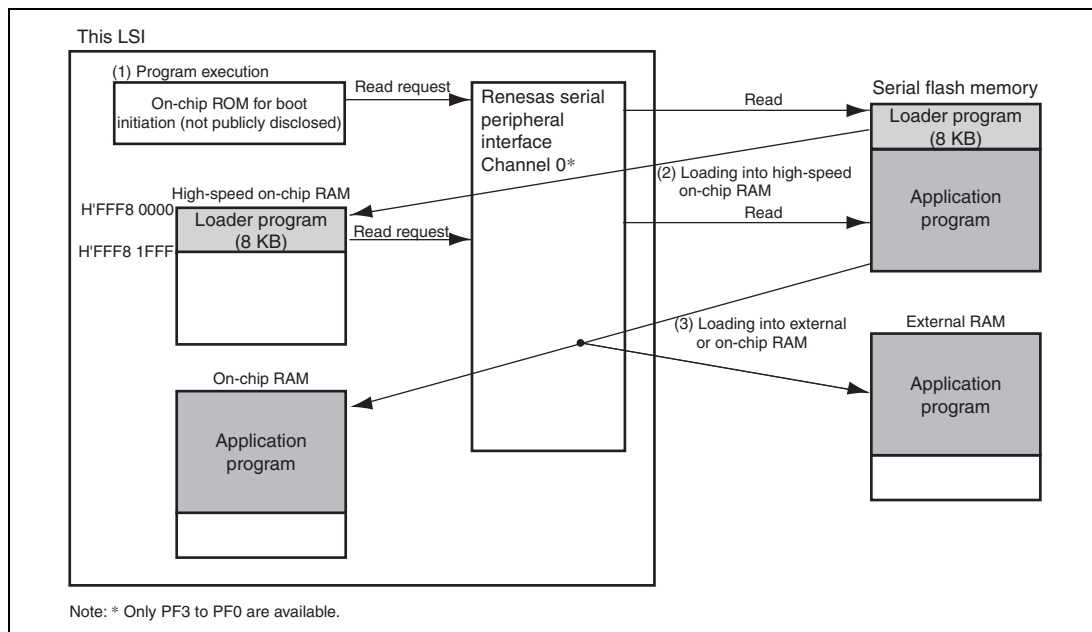 This LSI
(1) Program execution
On-chip ROM for boot
initiation (not publicly disclosed)
Read request
Renesas serial
peripheral
interface
Channel 0*
Read
Serial flash memory
Loader program
(8 KB)
Application
program
(2) Loading into high-speed
on-chip RAM
Read
High-speed on-chip RAM
H'FFF8 0000
Loader program
(8 KB)
Read request
H'FFF8 1FFF
(3) Loading into external
or on-chip RAM
External RAM
Application
program
On-chip RAM
Application
program
Note: * Only PF3 to PF0 are available.